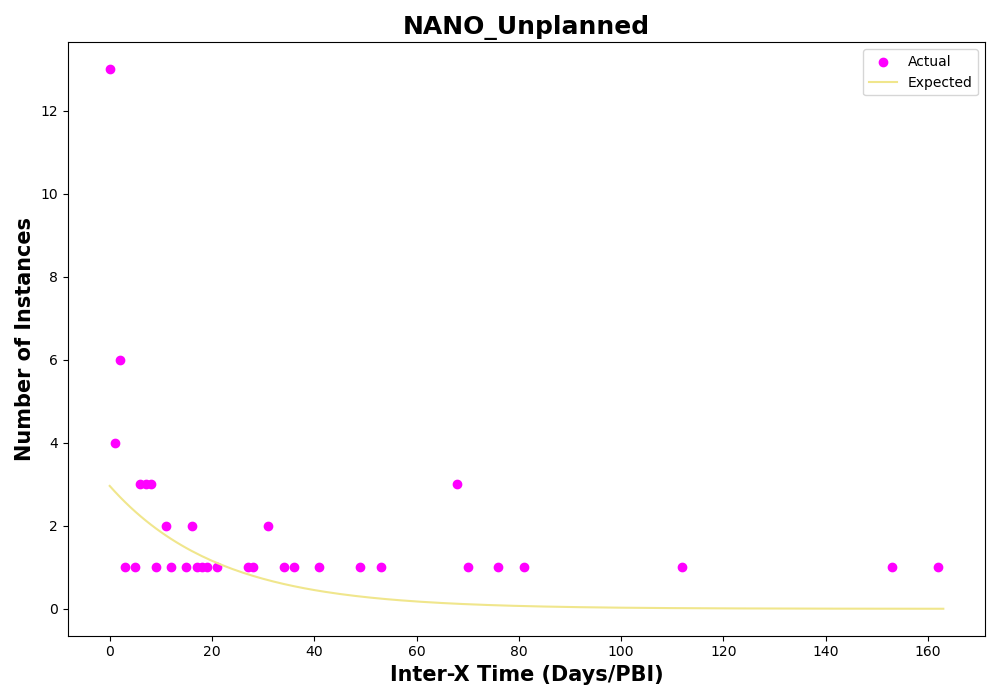 NANO_Unplanned
Actual
Expected
Number of Instances
12
10
8
6
4
2
0
0 20 40 60 80 100 120 140 160
Inter-X Time (Days/PBI)